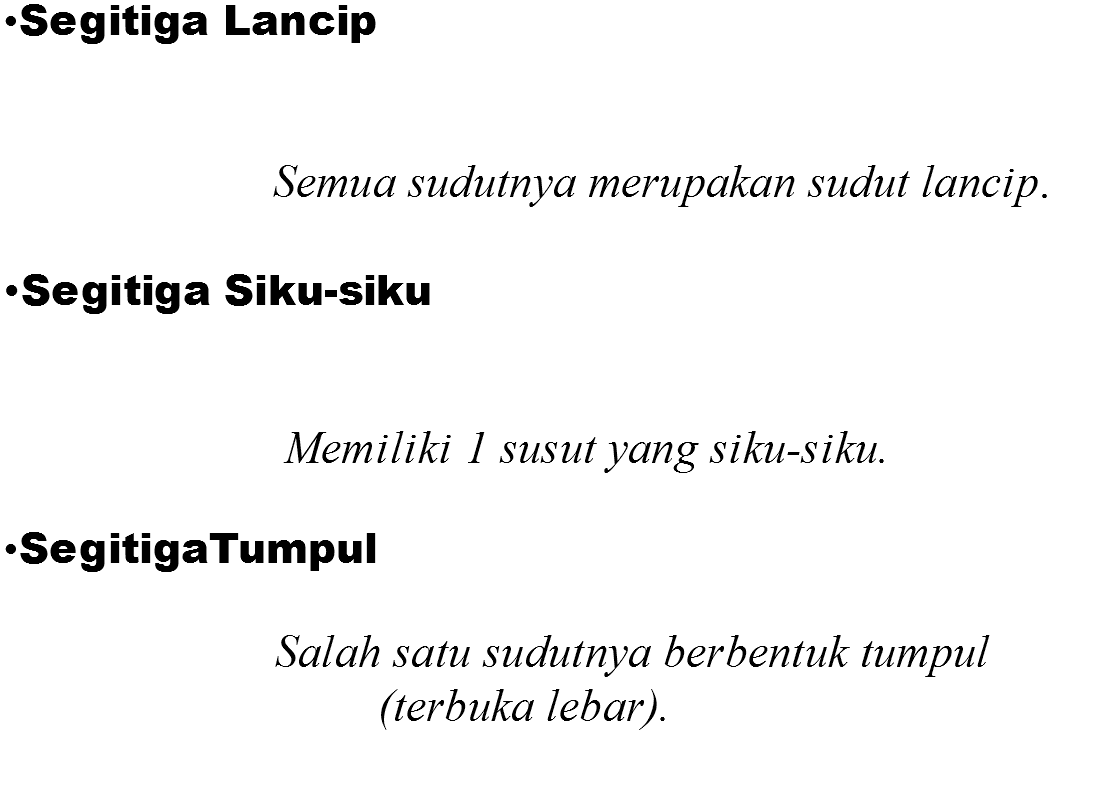 •Segitiga Lancip
Semua sudutnya merupakan sudut lancip.
•Segitiga Siku-siku
Memiliki 1 susut yang siku-siku.
•SegitigaTumpul
Salah satu sudutnya berbentuk tumpul
(terbuka lebar).